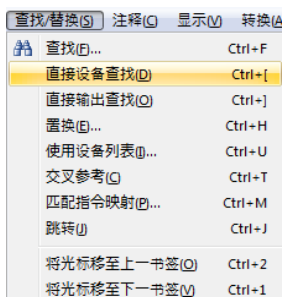 查找/替换(S) 注释(C) 显示(V) 转换(A
查找(F)... Ctrl+F
直接设备查找(D) Ctrl+[
直接输出查找(O) Ctrl+]
置换(E)... Ctrl+H
使用设备列表(I)... Ctrl+U
交叉参考(C) Ctrl+T
匹配指令映射(P)... Ctrl+M
跳转(J) Ctrl+J
将光标移至上一书签(O) Ctrl+2
将光标移至下一书签(V) Ctrl+1